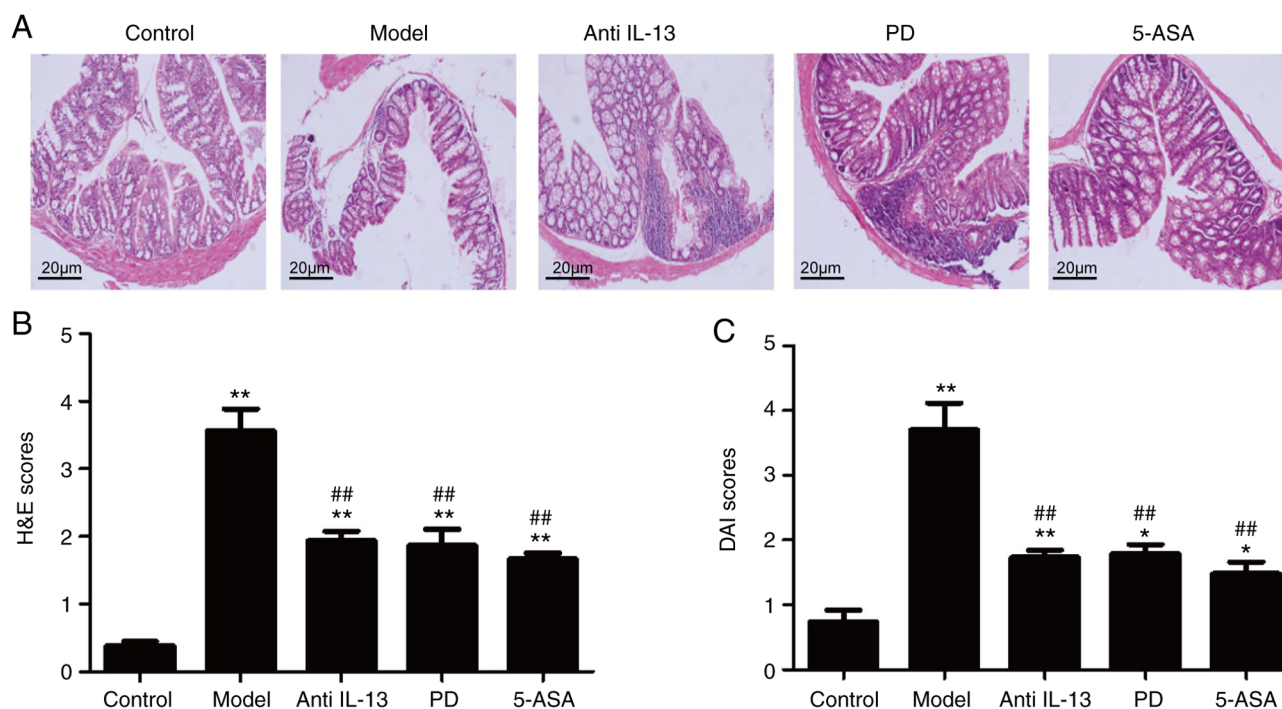 A
Control
Model
Anti IL-13
PD
5-ASA
20µm
20µm
20µm
20µm
20µm
B
H&E scores
5
4
3
2
1
0
**
##
**
##
**
##
**
Control
Model
Anti IL-13
PD
5-ASA
C
DAI scores
5
4
3
2
1
0
**
##
**
##
*
##
*
Control
Model
Anti IL-13
PD
5-ASA